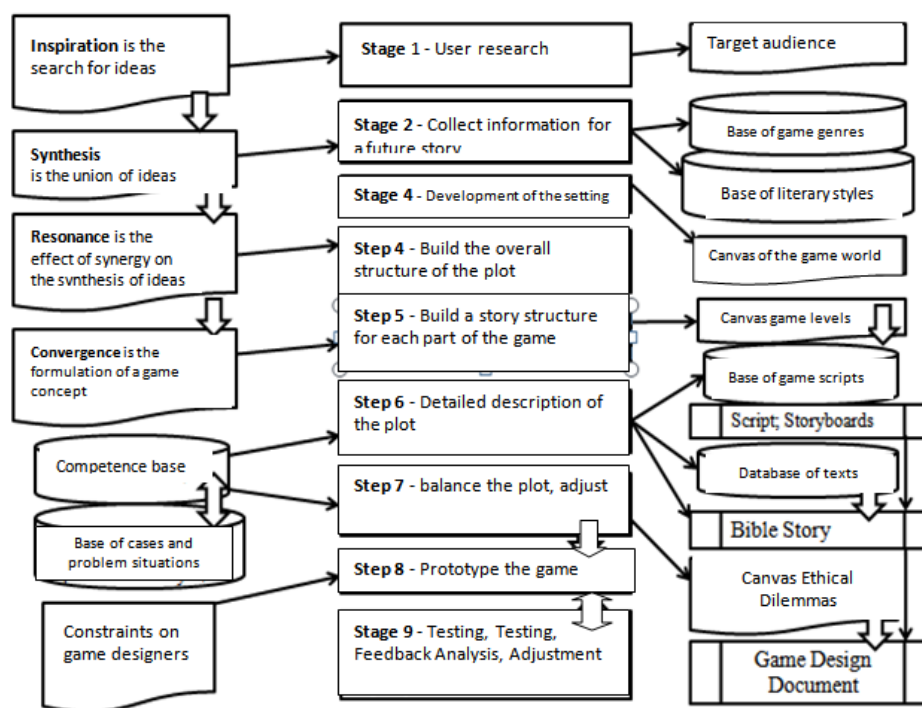 Inspiration is the
search for ideas
Synthesis
is the union of ideas
Resonance is the
effect of synergy on
the synthesis of ideas
Convergence is the
formulation of a game
concept
Competence base
Base of cases and
problem situations
Constraints on
game designers
Stage 1 - User research
Stage 2 - Collect information for
a future story
Stage 4 - Development of the setting
Step 4 - Build the overall
structure of the plot
Step 5 - Build a story structure
for each part of the game
Step 6 - Detailed description of
the plot
Step 7 - balance the plot, adjust
Step 8 - Prototype the game
Stage 9 - Testing, Testing,
Feedback Analysis, Adjustment
Target audience
Base of game genres
Base of literary styles
Canvas of the game world
Canvas game levels
Base of game scripts
Script; Storyboards
Database of texts
Bible Story
Canvas Ethical
Dilemmas
Game Design
Document